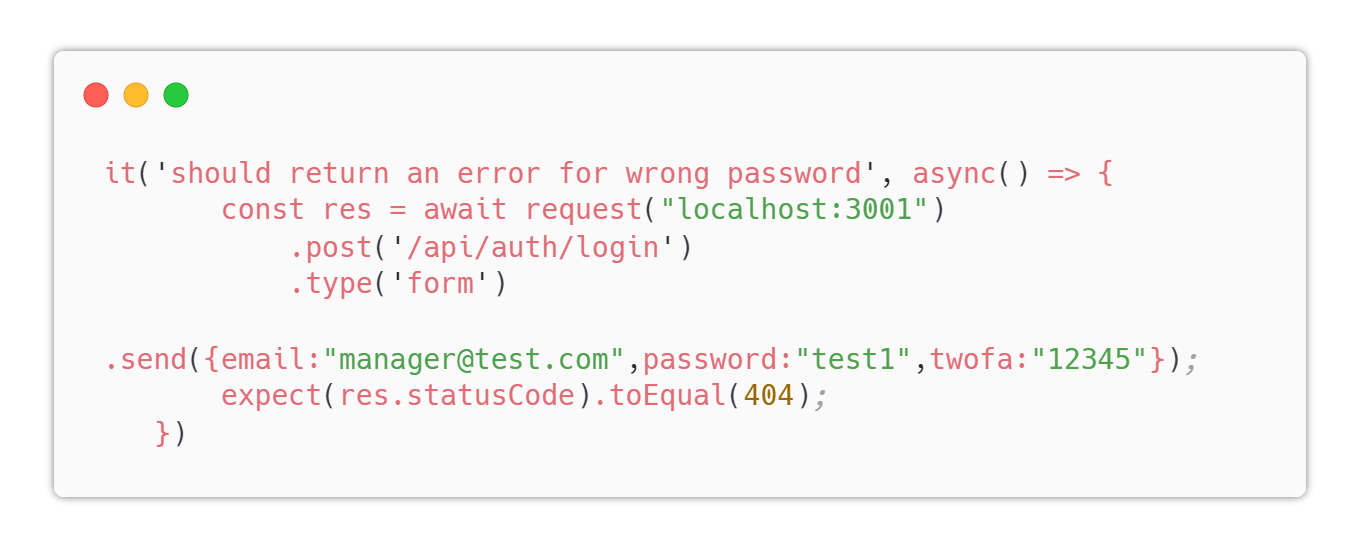 it('should return an error for wrong password', async() => {
const res = await request("localhost:3001")
.post('/api/auth/login')
.type('form')
.send({email:"manager@test.com",password:"test1",twofa:"12345"});
expect(res.statusCode).toEqual(404);
})